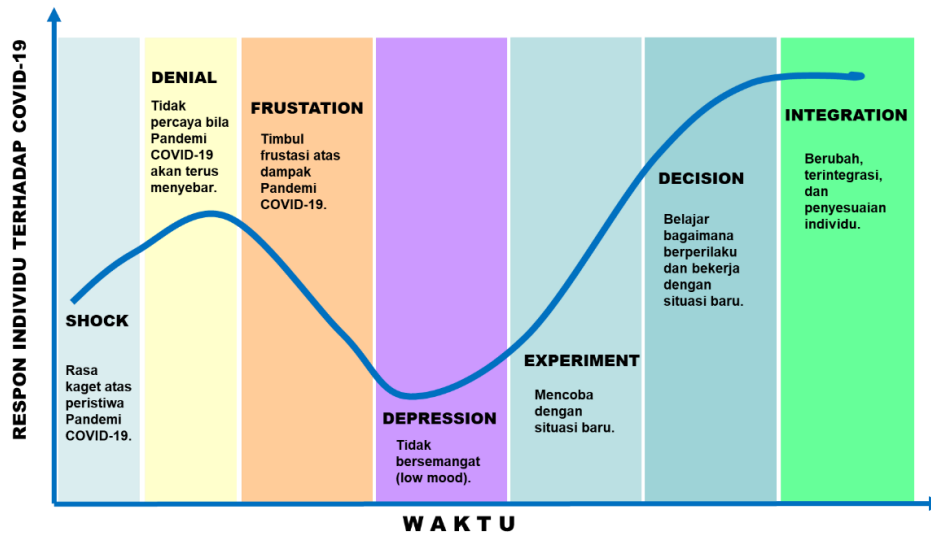 RESPON INDIVIDU TERHADAP COVID-19
SHOCK
Rasa
kaget atas
peristiwa
Pandemi
COVID-19.
DENIAL
Tidak
percaya bila
Pandemi
COVID-19
akan terus
menyebar.
FRUSTATION
Timbul
frustasi atas
dampak
Pandemi
COVID-19.
DEPRESSION
Tidak
bersemangat
(low mood).
EXPERIMENT
Mencoba
dengan
situasi baru.
DECISION
Belajar
bagaimana
berperilaku
dan bekerja
dengan
situasi baru.
INTEGRATION
Berubah,
terintegrasi,
dan
penyesuaian
individu.
WAKTU